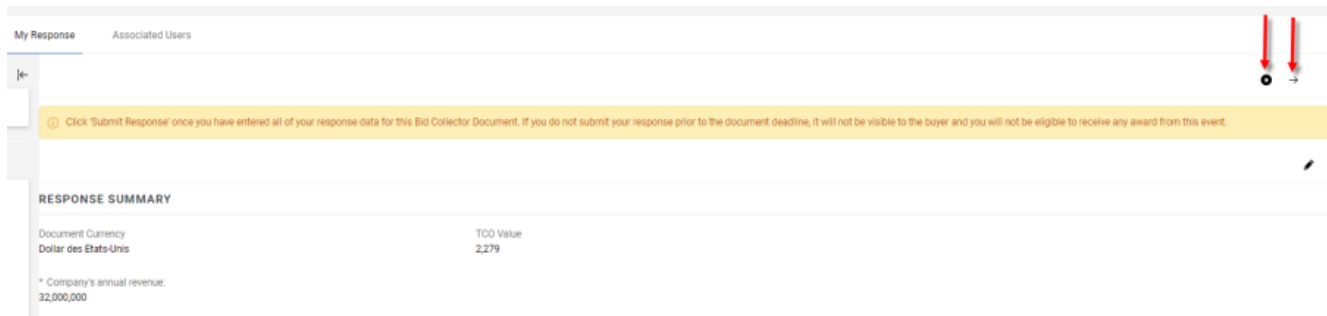 My Response Associated Users
Click 'Submit Response' once you have entered all of your response data for this Bid Collector Document. If you do not submit your response prior to the document deadline, it will not be visible to the buyer and you will not be eligible to receive any award from this event.
RESPONSE SUMMARY
Document Currency TCO Value
Dollar des Etats-Unis 2,279
* Company's annual revenue:
32,000,000